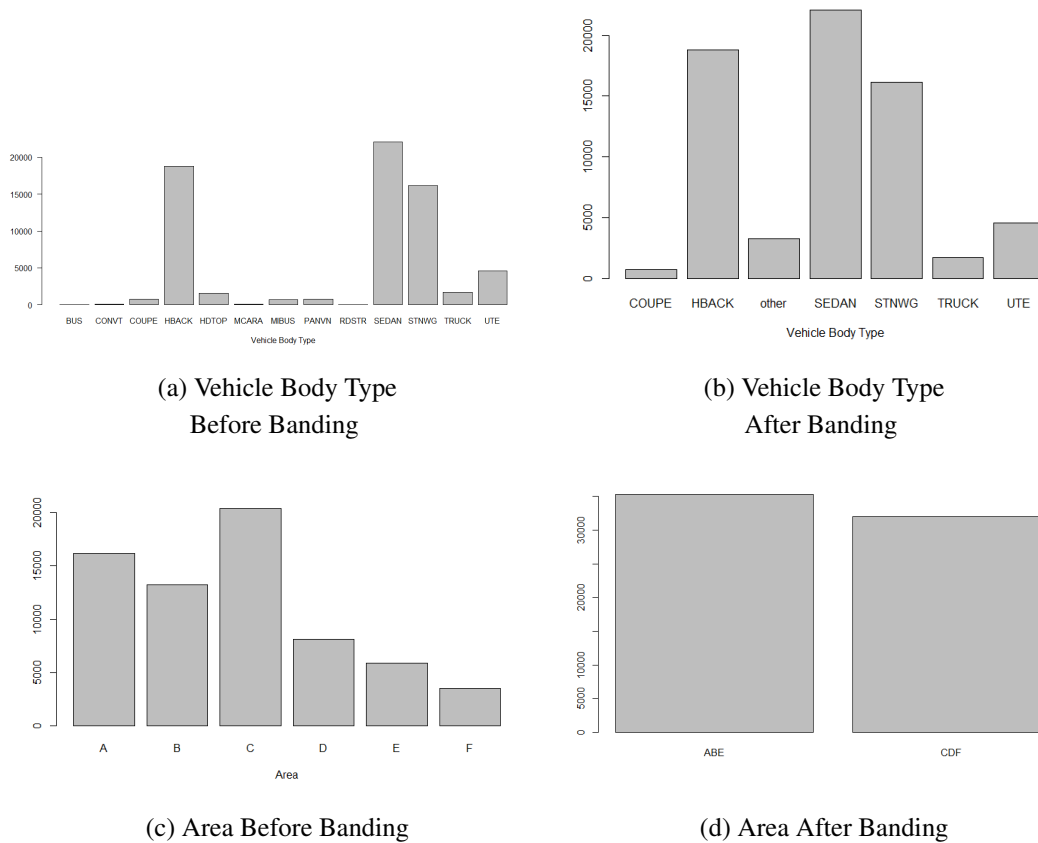 20000
15000
10000
5000
0
BUS CONVT COUPE HBACK HDTOP MCARA MIBUS PANVN RDSTR SEDAN STNWG TRUCK UTE
Vehicle Body Type
(a) Vehicle Body Type
Before Banding
20000
15000
10000
5000
0
COUPE HBACK other SEDAN STNWG TRUCK UTE
Vehicle Body Type
(b) Vehicle Body Type
After Banding
20000
15000
10000
5000
0
A B C D E F
Area
(c) Area Before Banding
30000
20000
10000
5000
0
ABE CDF
(d) Area After Banding